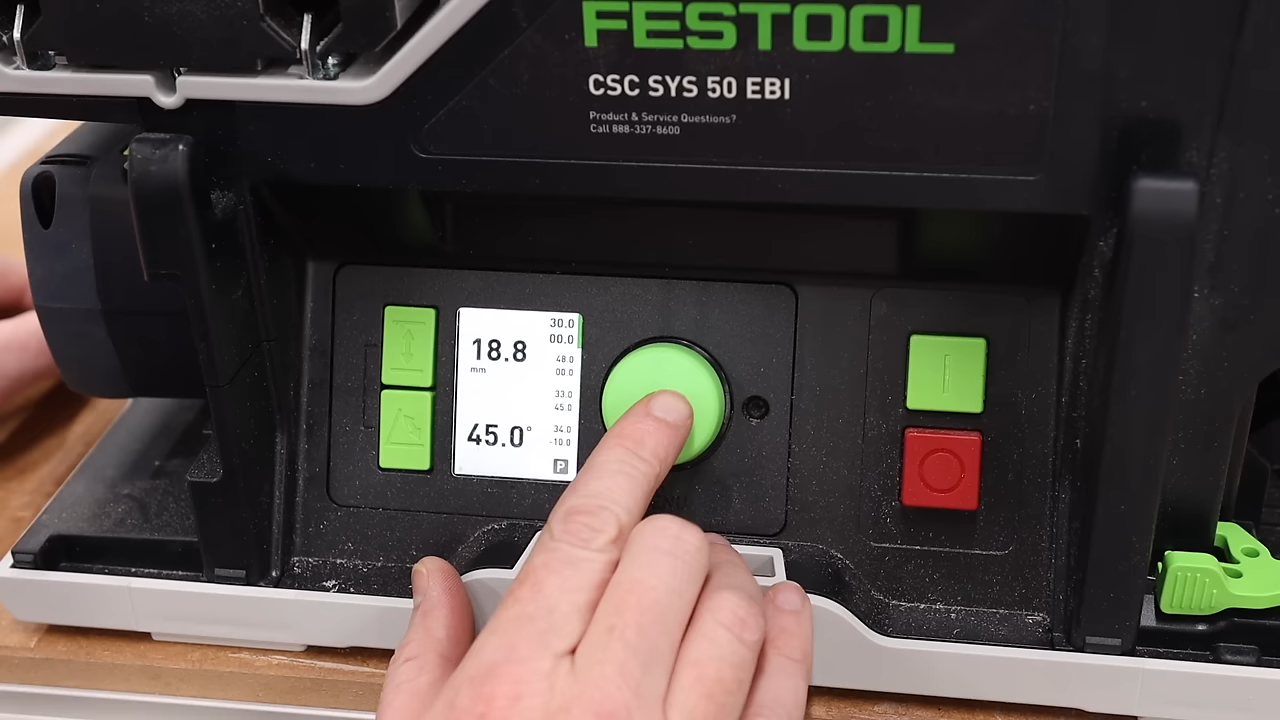 FESTOOL
CSC SYS 50 EBI
Product & Service Questions?
Call 888-337-8600
30.0
00.0
18.8
mm
48.0
00.0
33.0
45.0
45.0°
34.0
-10.0
P